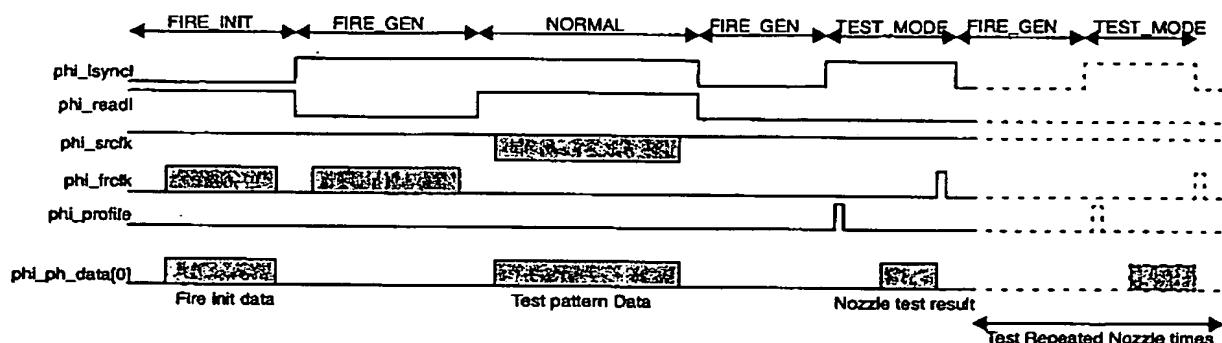 FIRE_INIT FIRE_GEN NORMAL FIRE_GEN TEST_MODE FIRE_GEN TEST_MODE
phi_lsyncl
phi_readl
phi_srclk
phi_frclk
phi_profile
phi_ph_data[0]
Fire Init data Test pattern Data Nozzle test result
Test Repeated Nozzle times